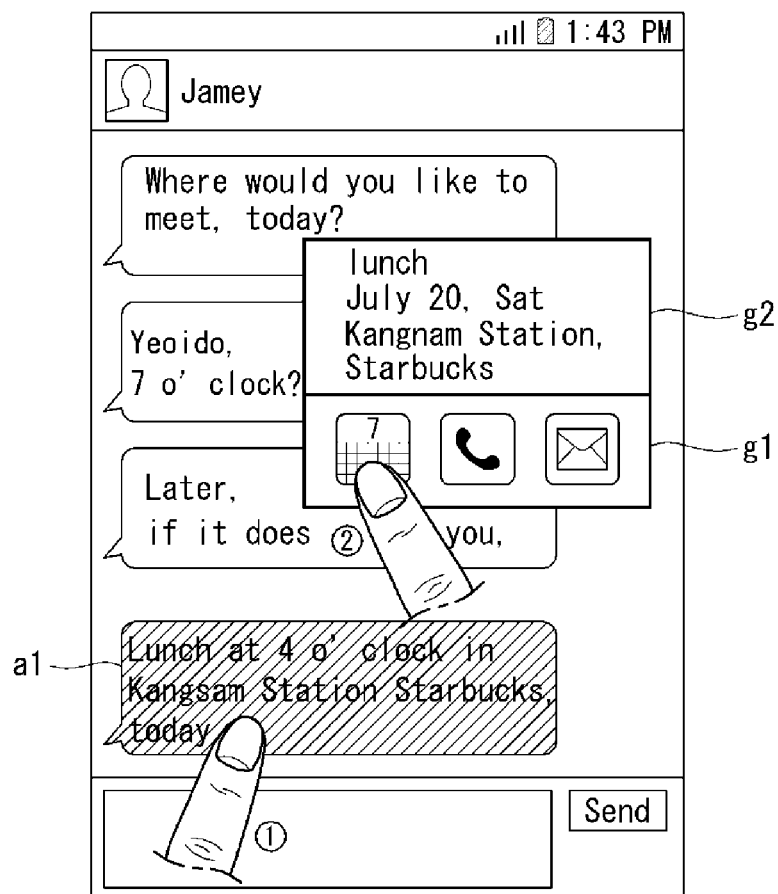 1:43 PM
Jamey
Where would you like to
meet, today?
lunch
July 20, Sat
Kangnam Station,
Starbucks
g2
Yeoido,
7 o' clock?
7
g1
Later,
if it does
you,
②
Lunch at 4 o' clock in
Kangsam Station Starbucks,
today
a1
①
Send